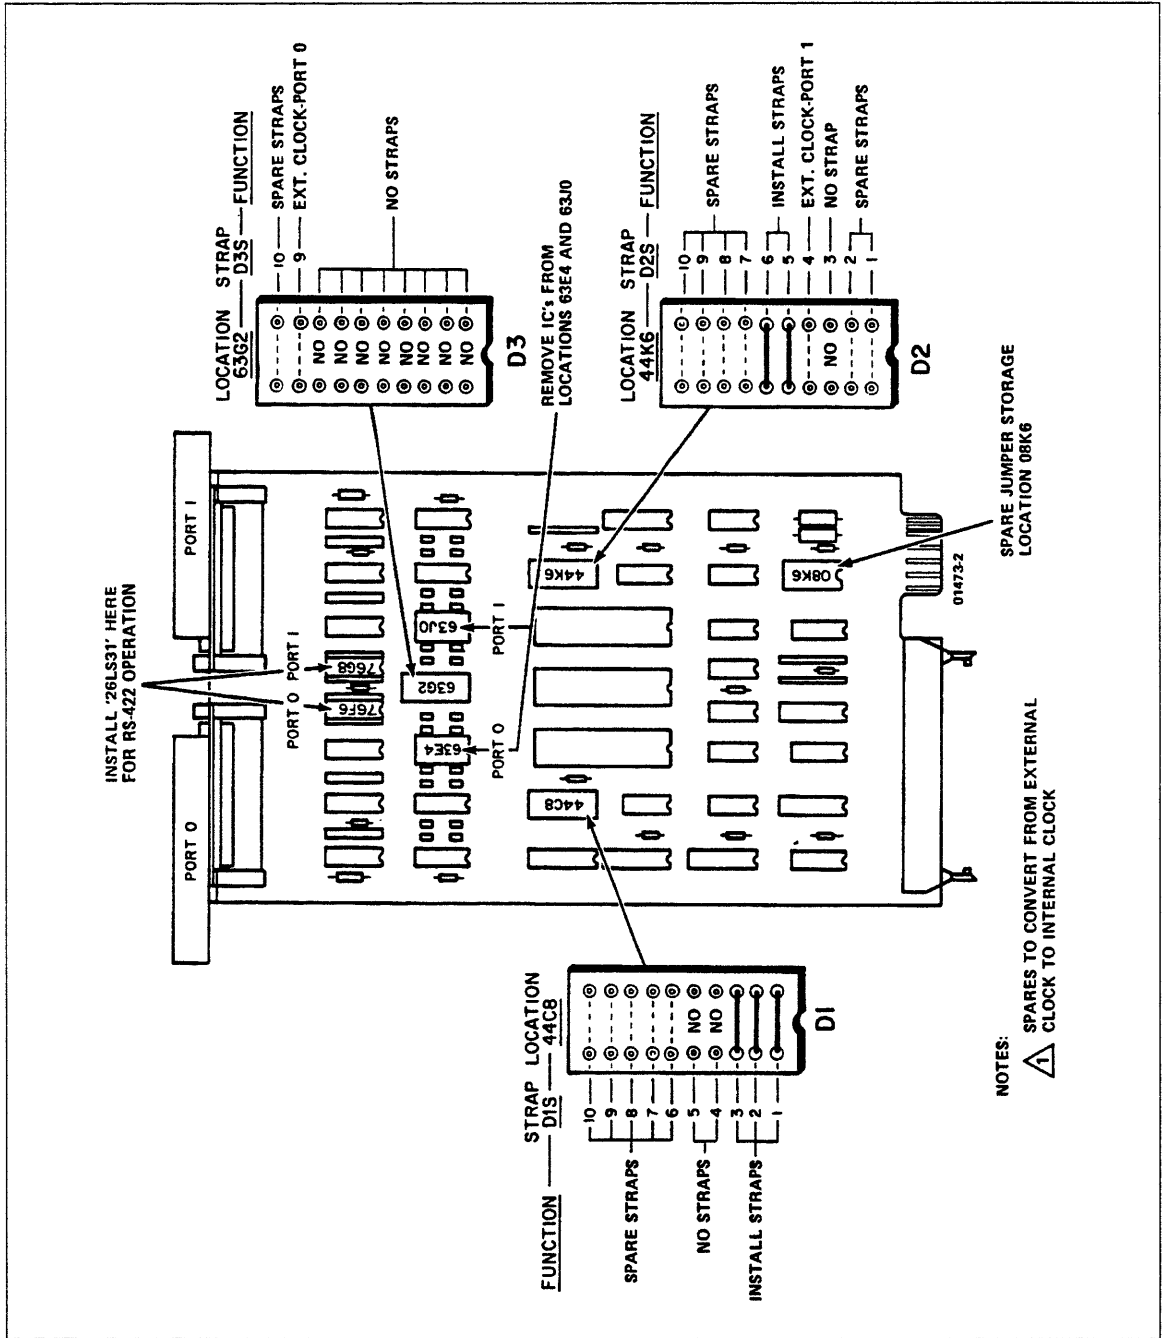 INSTALL '26LS31' HERE
FOR RS-422 OPERATION
PORT 0
PORT 1
PORT 0
PORT 1
76F6
76G8
63E4
63G2
63J0
PORT 0
PORT 1
44C8
44K6
08K6
01473-2
LOCATION STRAP
63G2 D3S FUNCTION
10 SPARE STRAPS
9 EXT. CLOCK-PORT 0
NO
NO
NO
NO
NO
NO
NO
NO
NO STRAPS
D3
REMOVE IC's FROM
LOCATIONS 63E4 AND 63J0
LOCATION STRAP
44K6 D2S FUNCTION
10
9
8
7
SPARE STRAPS
6
5
INSTALL STRAPS
4 EXT. CLOCK-PORT 1
NO
3 NO STRAP
2
1
SPARE STRAPS
D2
SPARE JUMPER STORAGE
LOCATION 08K6
STRAP LOCATION
FUNCTION D1S 44C8
10
9
8
7
6
SPARE STRAPS
5
4
NO
NO
NO STRAPS
3
2
1
INSTALL STRAPS
D1
NOTES:
1 SPARES TO CONVERT FROM EXTERNAL
CLOCK TO INTERNAL CLOCK